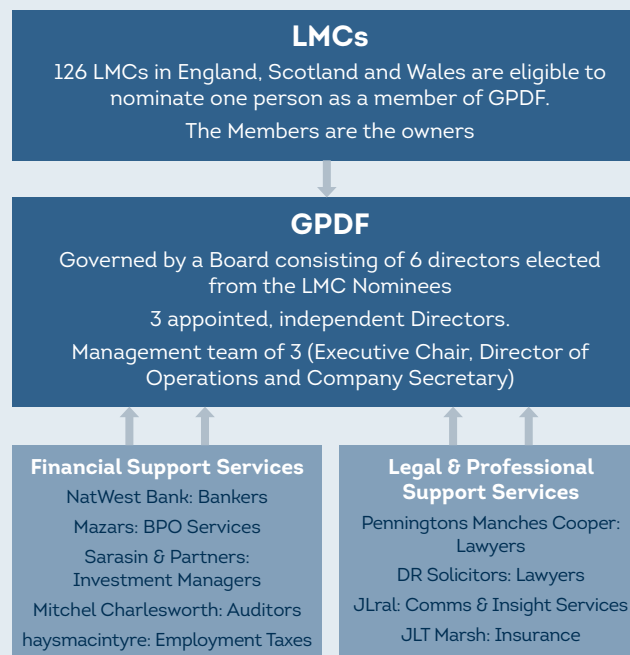 LMCs
126 LMCs in England, Scotland and Wales are eligible to
nominate one person as a member of GPDF.
The Members are the owners
GPDF
Governed by a Board consisting of 6 directors elected
from the LMC Nominees
3 appointed, independent Directors.
Management team of 3 (Executive Chair, Director of
Operations and Company Secretary)
Financial Support Services
NatWest Bank: Bankers
Mazars: BPO Services
Sarasin & Partners:
Investment Managers
Mitchel Charlesworth: Auditors
haysmacintyre: Employment Taxes
Legal & Professional
Support Services
Penningtons Manches Cooper:
Lawyers
DR Solicitors: Lawyers
JLral: Comms & Insight Services
JLT Marsh: Insurance